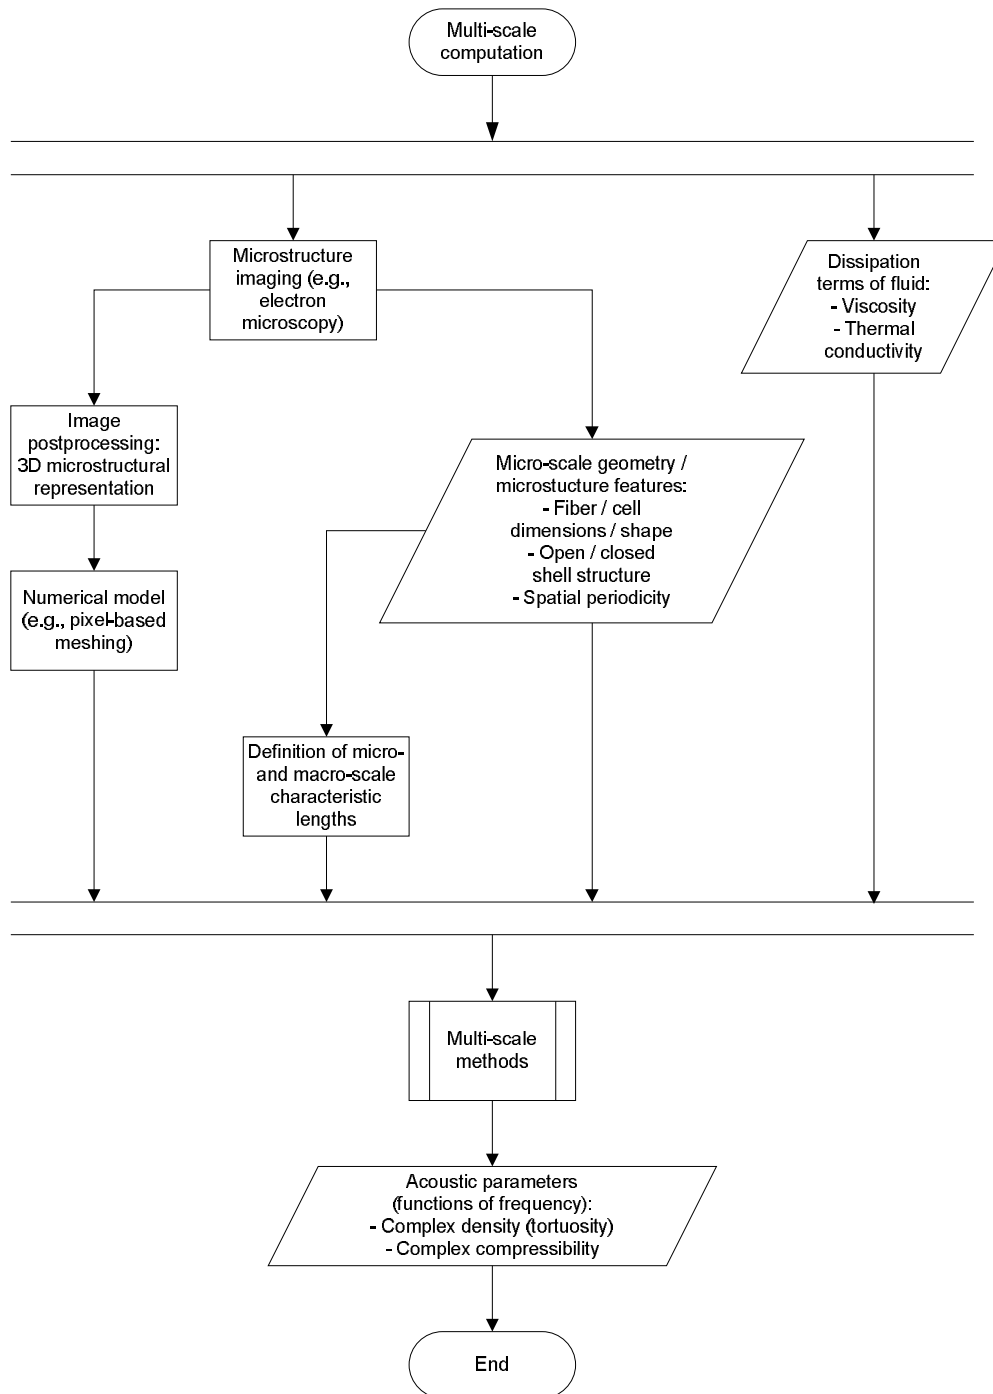 Multi-scale
computation
Microstructure
imaging (e.g.,
electron
microscopy)
Dissipation
terms of fluid:
- Viscosity
- Thermal
conductivity
Image
postprocessing:
3D microstructural
representation
Micro-scale geometry /
microstucture features:
- Fiber / cell
dimensions / shape
- Open / closed
shell structure
- Spatial periodicity
Numerical model
(e.g., pixel-based
meshing)
Definition of micro-
and macro-scale
characteristic
lengths
Multi-scale
methods
Acoustic parameters
(functions of frequency):
- Complex density (tortuosity)
- Complex compressibility
End